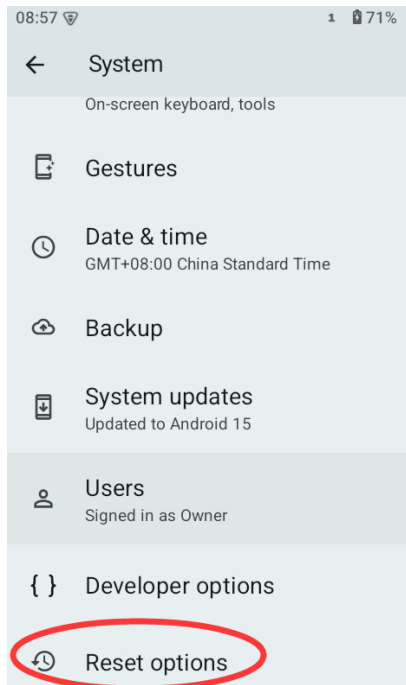 08:57 1 71%
System
On-screen keyboard, tools
Gestures
Date & time
GMT+08:00 China Standard Time
Backup
System updates
Updated to Android 15
Users
Signed in as Owner
{ } Developer options
Reset options